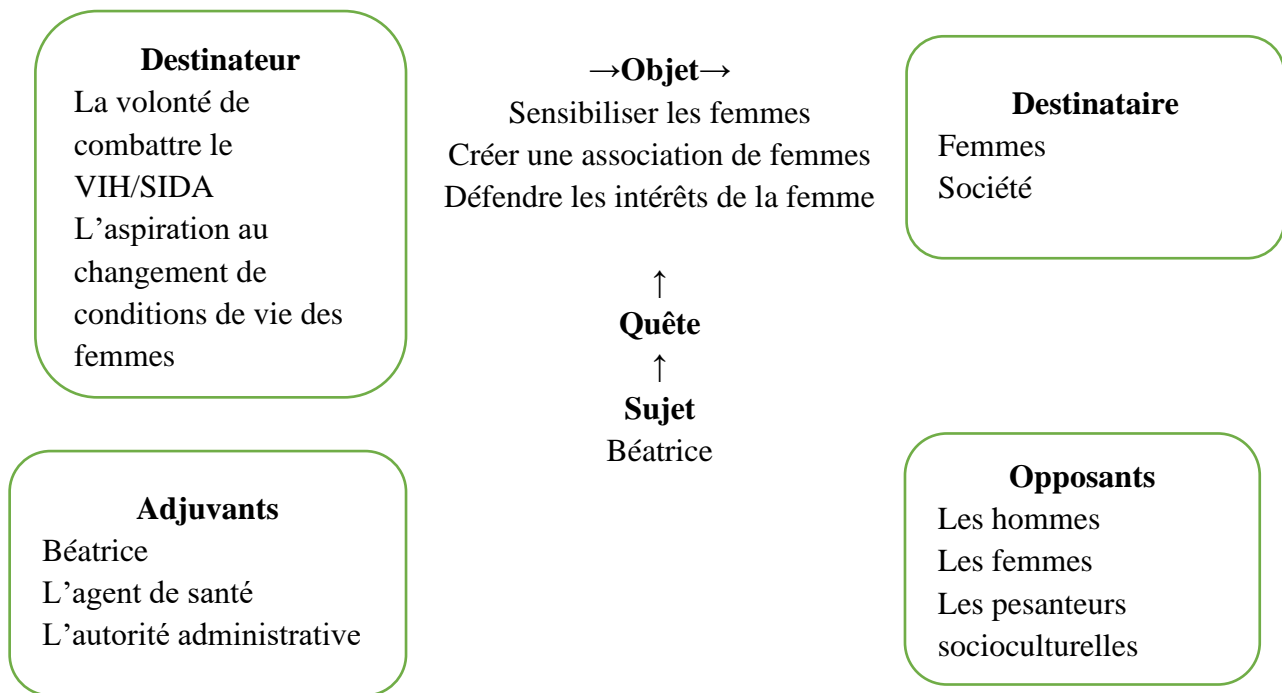 Destinateur
La volonté de
combattre le
VIH/SIDA
L’aspiration au
changement de
conditions de vie des
femmes
→Objet→
Sensibiliser les femmes
Créer une association de femmes
Défendre les intérêts de la femme
Destinataire
Femmes
Société
↑
Quête
↑
Sujet
Béatrice
Adjuvants
Béatrice
L’agent de santé
L’autorité administrative
Opposants
Les hommes
Les femmes
Les pesanteurs
socioculturelles